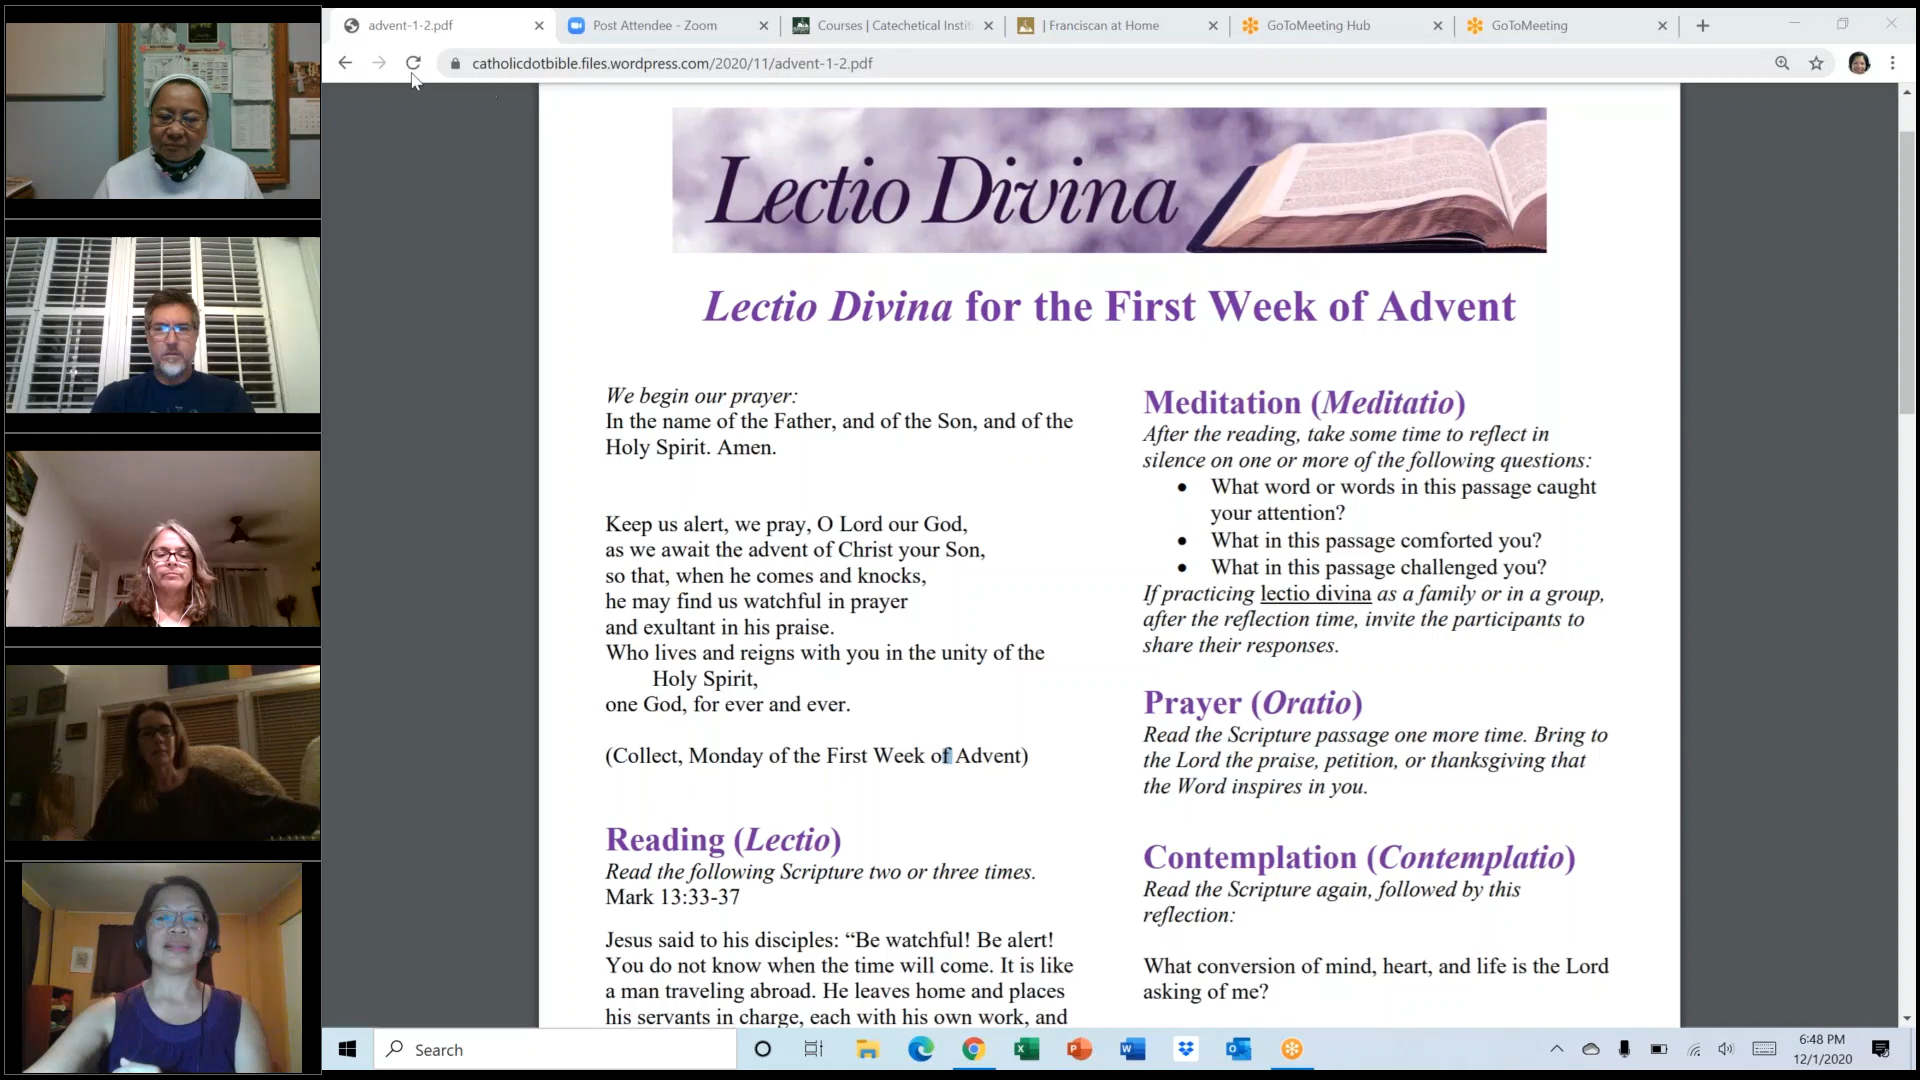 advent-1-2.pdf
Post Attendee - Zoom
Courses | Catechetical Instit
| Franciscan at Home
GoToMeeting Hub
GoToMeeting
catholicdotbible.files.wordpress.com/2020/11/advent-1-2.pdf
Lectio Divina
Lectio Divina for the First Week of Advent
We begin our prayer:
In the name of the Father, and of the Son, and of the
Holy Spirit. Amen.
Keep us alert, we pray, O Lord our God,
as we await the advent of Christ your Son,
so that, when he comes and knocks,
he may find us watchful in prayer
and exultant in his praise.
Who lives and reigns with you in the unity of the
Holy Spirit,
one God, for ever and ever.
(Collect, Monday of the First Week of Advent)
Reading (Lectio)
Read the following Scripture two or three times.
Mark 13:33-37
Jesus said to his disciples: “Be watchful! Be alert!
You do not know when the time will come. It is like
a man traveling abroad. He leaves home and places
his servants in charge, each with his own work, and
Meditation (Meditatio)
After the reading, take some time to reflect in
silence on one or more of the following questions:
• What word or words in this passage caught
your attention?
• What in this passage comforted you?
• What in this passage challenged you?
If practicing lectio divina as a family or in a group,
after the reflection time, invite the participants to
share their responses.
Prayer (Oratio)
Read the Scripture passage one more time. Bring to
the Lord the praise, petition, or thanksgiving that
the Word inspires in you.
Contemplation (Contemplatio)
Read the Scripture again, followed by this
reflection:
What conversion of mind, heart, and life is the Lord
asking of me?
Search
6:48 PM
12/1/2020